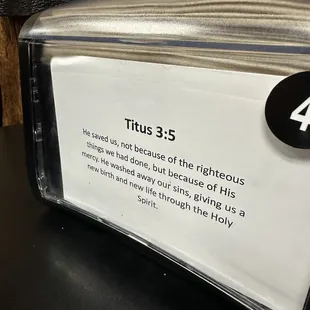 Titus 3:5
He saved us, not because of the righteous
things we had done, but because of His
mercy. He washed away our sins, giving us a
new birth and new life through the Holy
Spirit.
4